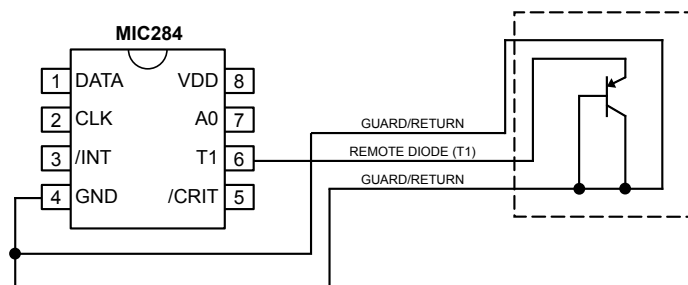 MIC284
1 DATA VDD 8
2 CLK A0 7
GUARD/RETURN
3 /INT T1 6 REMOTE DIODE (T1)
4 GND /CRIT 5
GUARD/RETURN